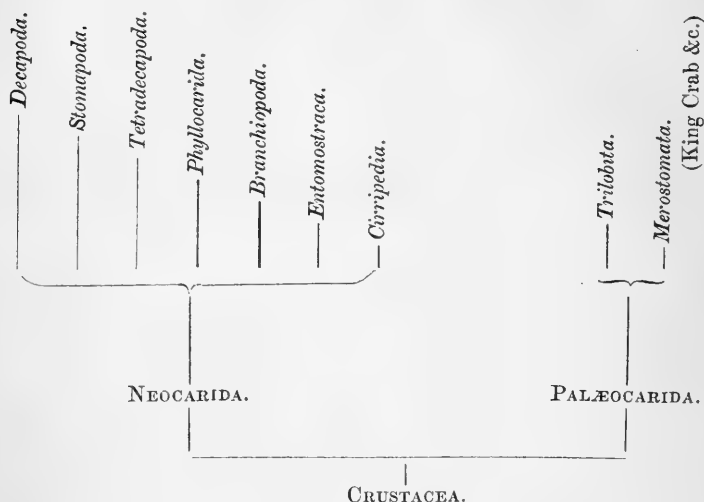 Decapoda.
Stomapoda.
Tetradecapoda.
Phyllocarida.
Branchiopoda.
Entomostraca.
Cirripedia.
Trilobita.
Merostomata.
(King Crab &c.)
NEOCARIDA.
PALÆOCARIDA.
CRUSTACEA.